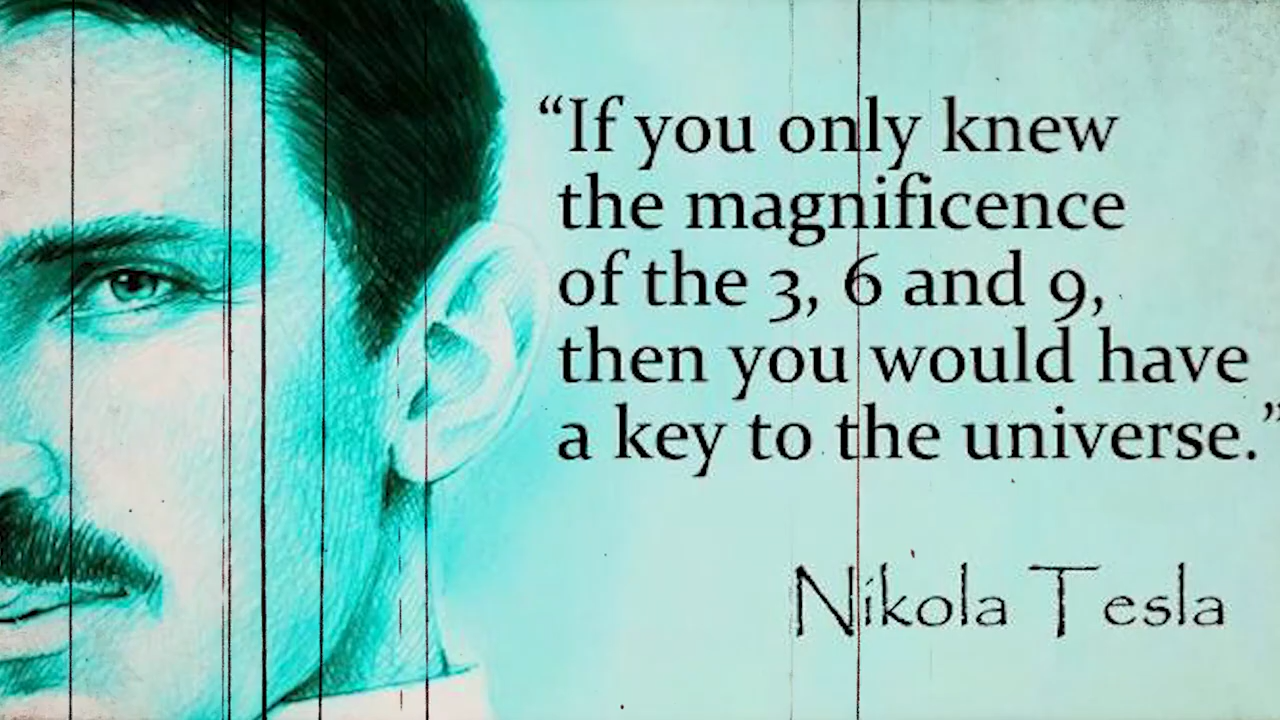 “If you only knew
the magnificence
of the 3, 6 and 9,
then you would have
a key to the universe.”
Nikola Tesla